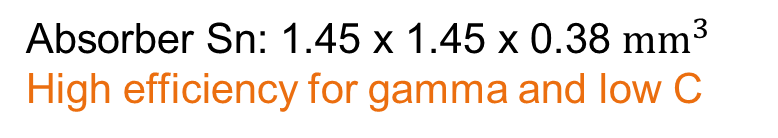 Absorber Sn: 1.45 x 1.45 x 0.38 mm³
High efficiency for gamma and low C